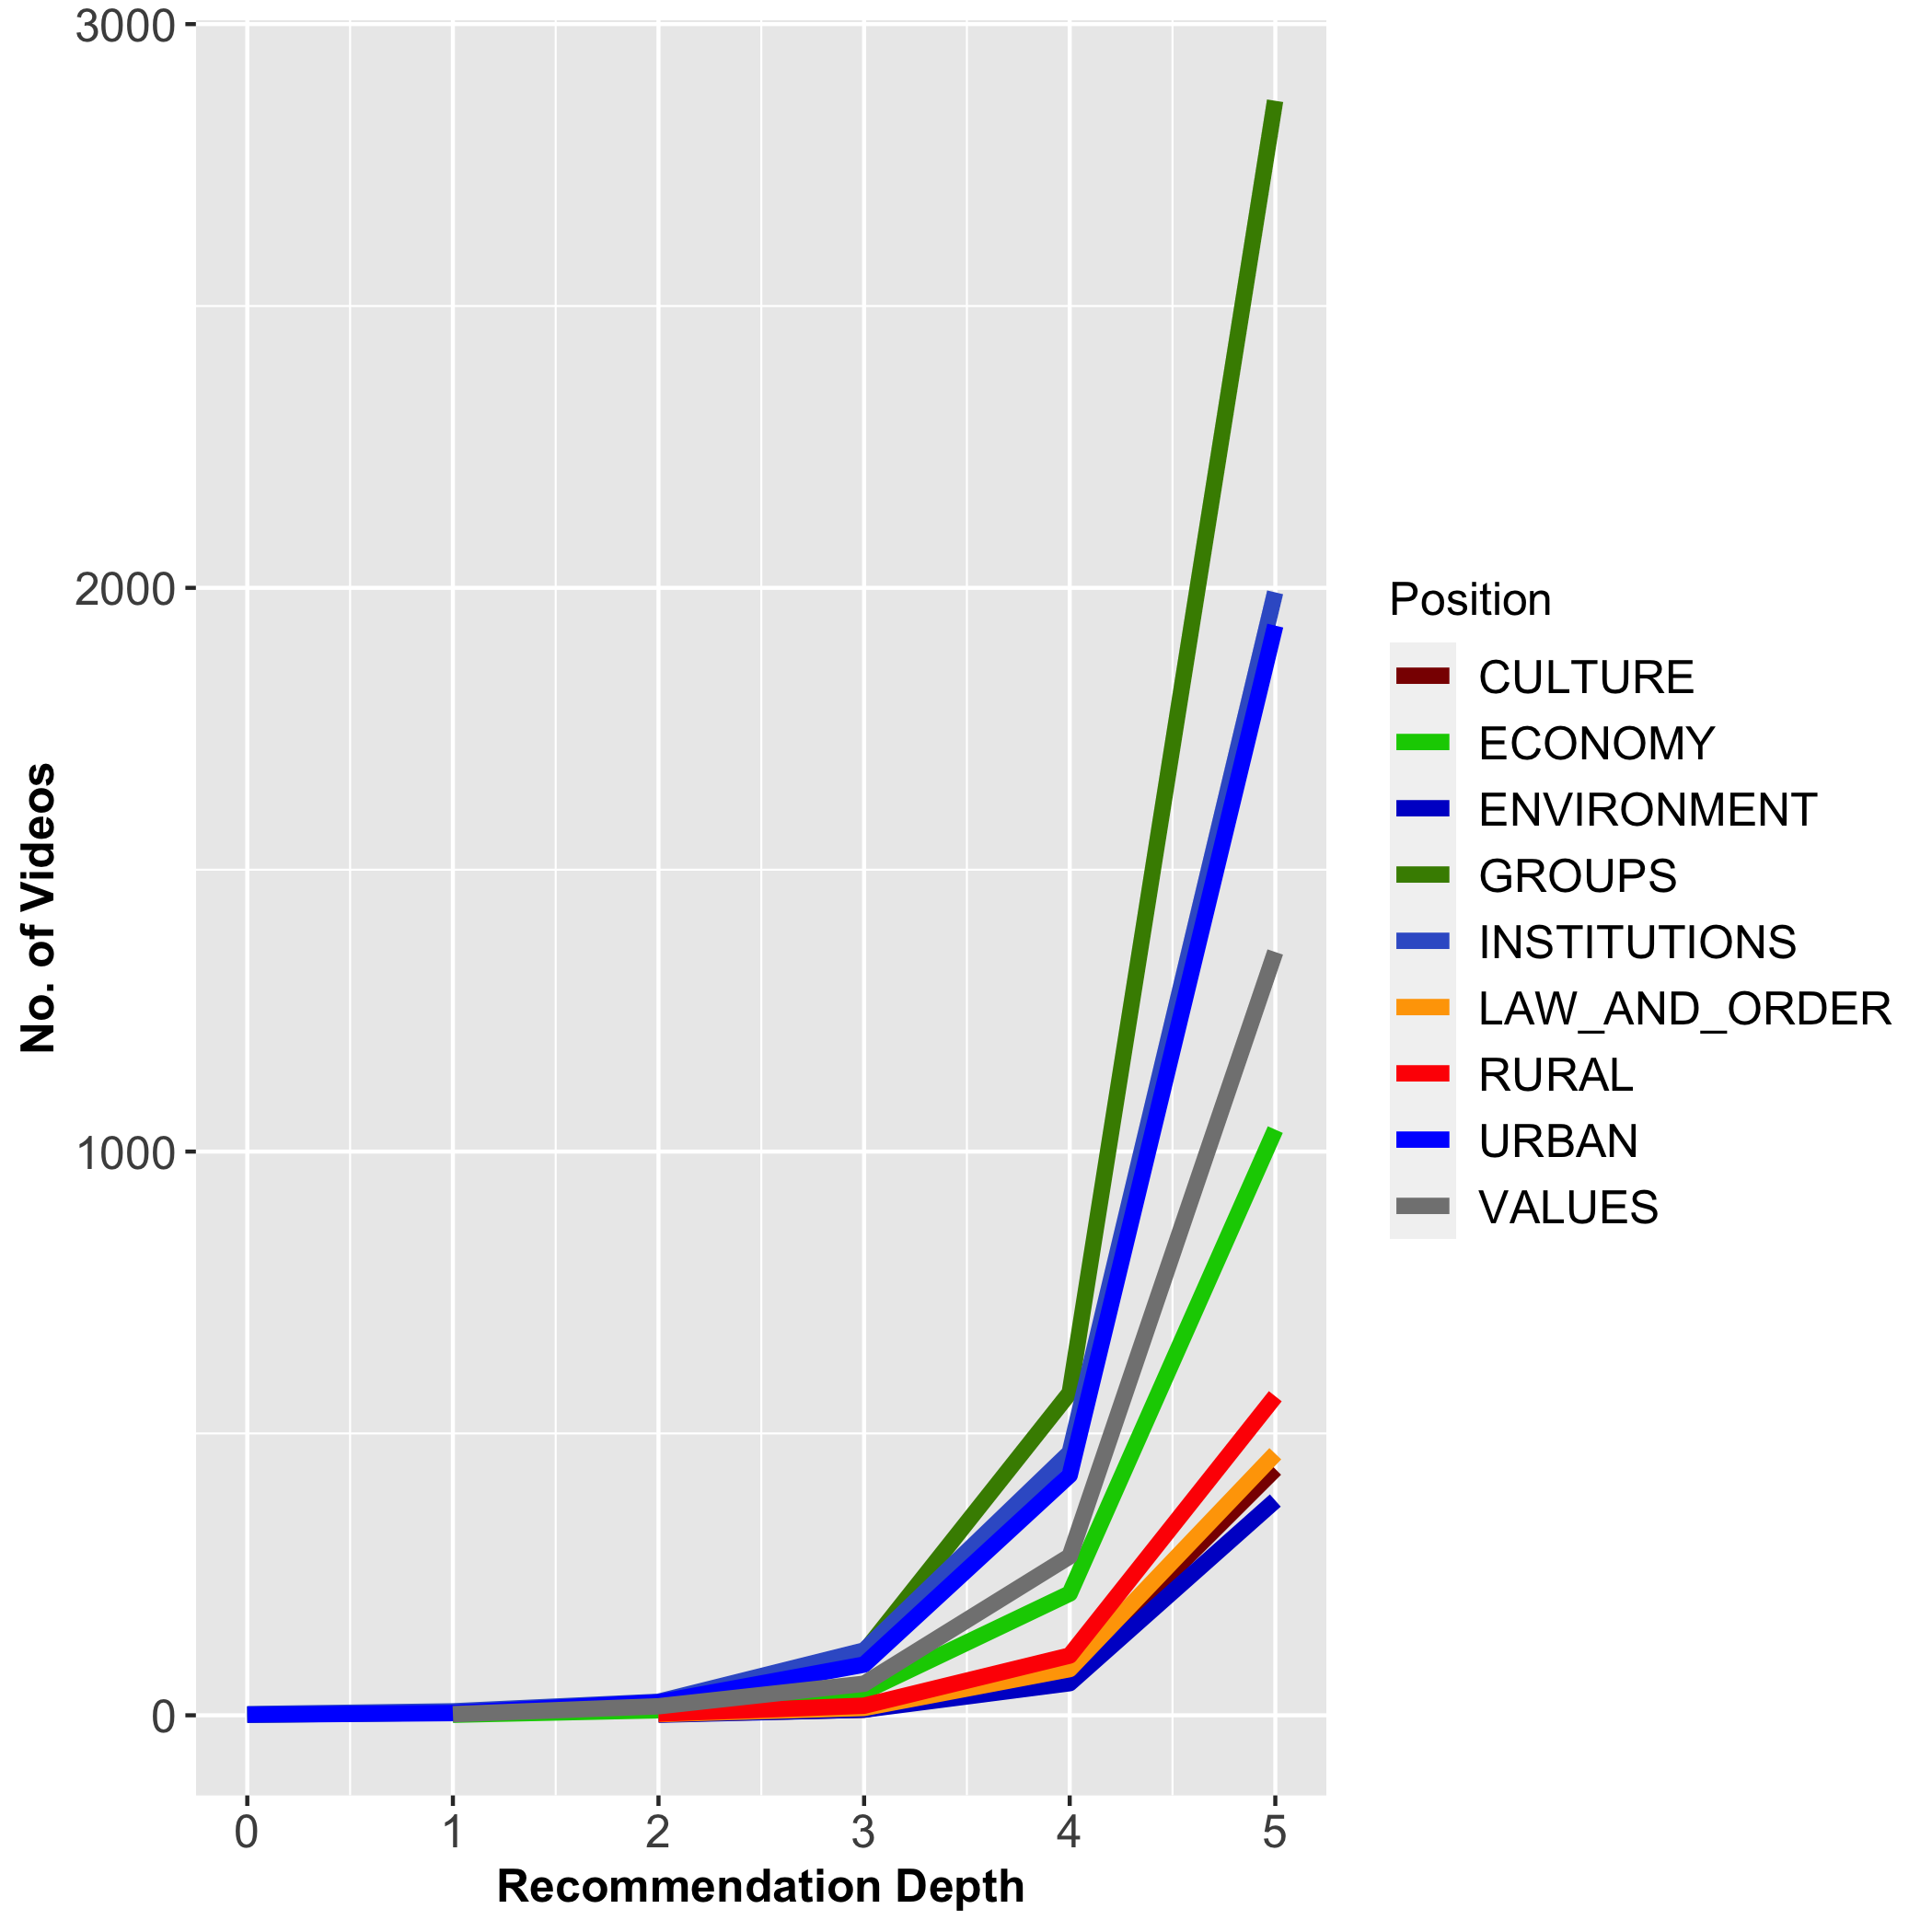 3000
2000
1000
0
No. of Videos
0 1 2 3 4 5
Recommendation Depth
Position
CULTURE
ECONOMY
ENVIRONMENT
GROUPS
INSTITUTIONS
LAW_AND_ORDER
RURAL
URBAN
VALUES